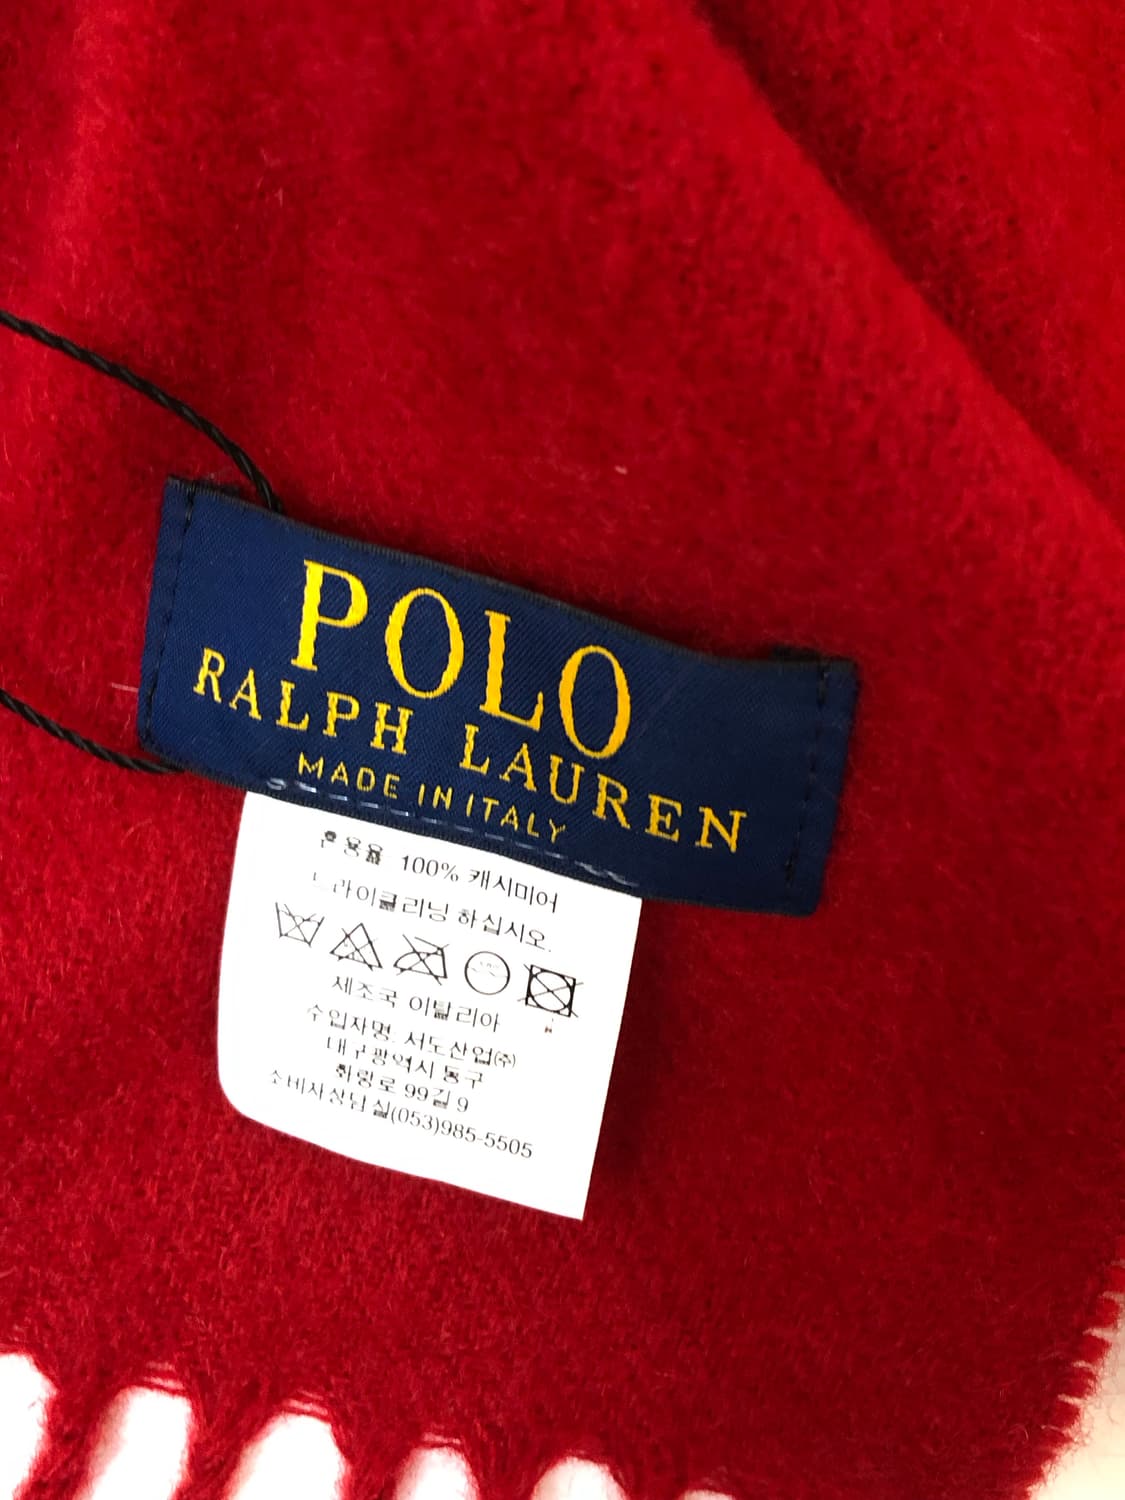 POLO
RALPH LAUREN
MADE IN ITALY
혼용율 100% 캐시미어
드라이클리닝 하십시오.
제조국 이탈리아
수입자명. 서도산업㈜
대구광역시 동구
취랑로 99길 9
소비자상담실(053)985-5505